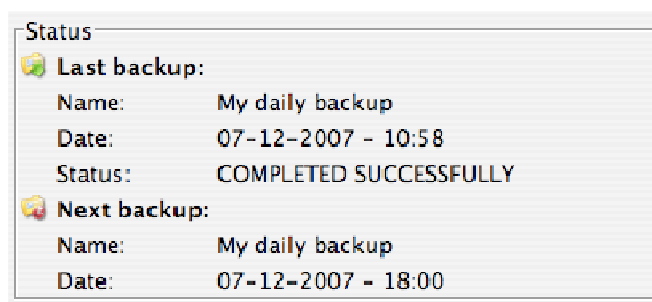 Status
Last backup:
Name: My daily backup
Date: 07-12-2007 - 10:58
Status: COMPLETED SUCCESSFULLY
Next backup:
Name: My daily backup
Date: 07-12-2007 - 18:00